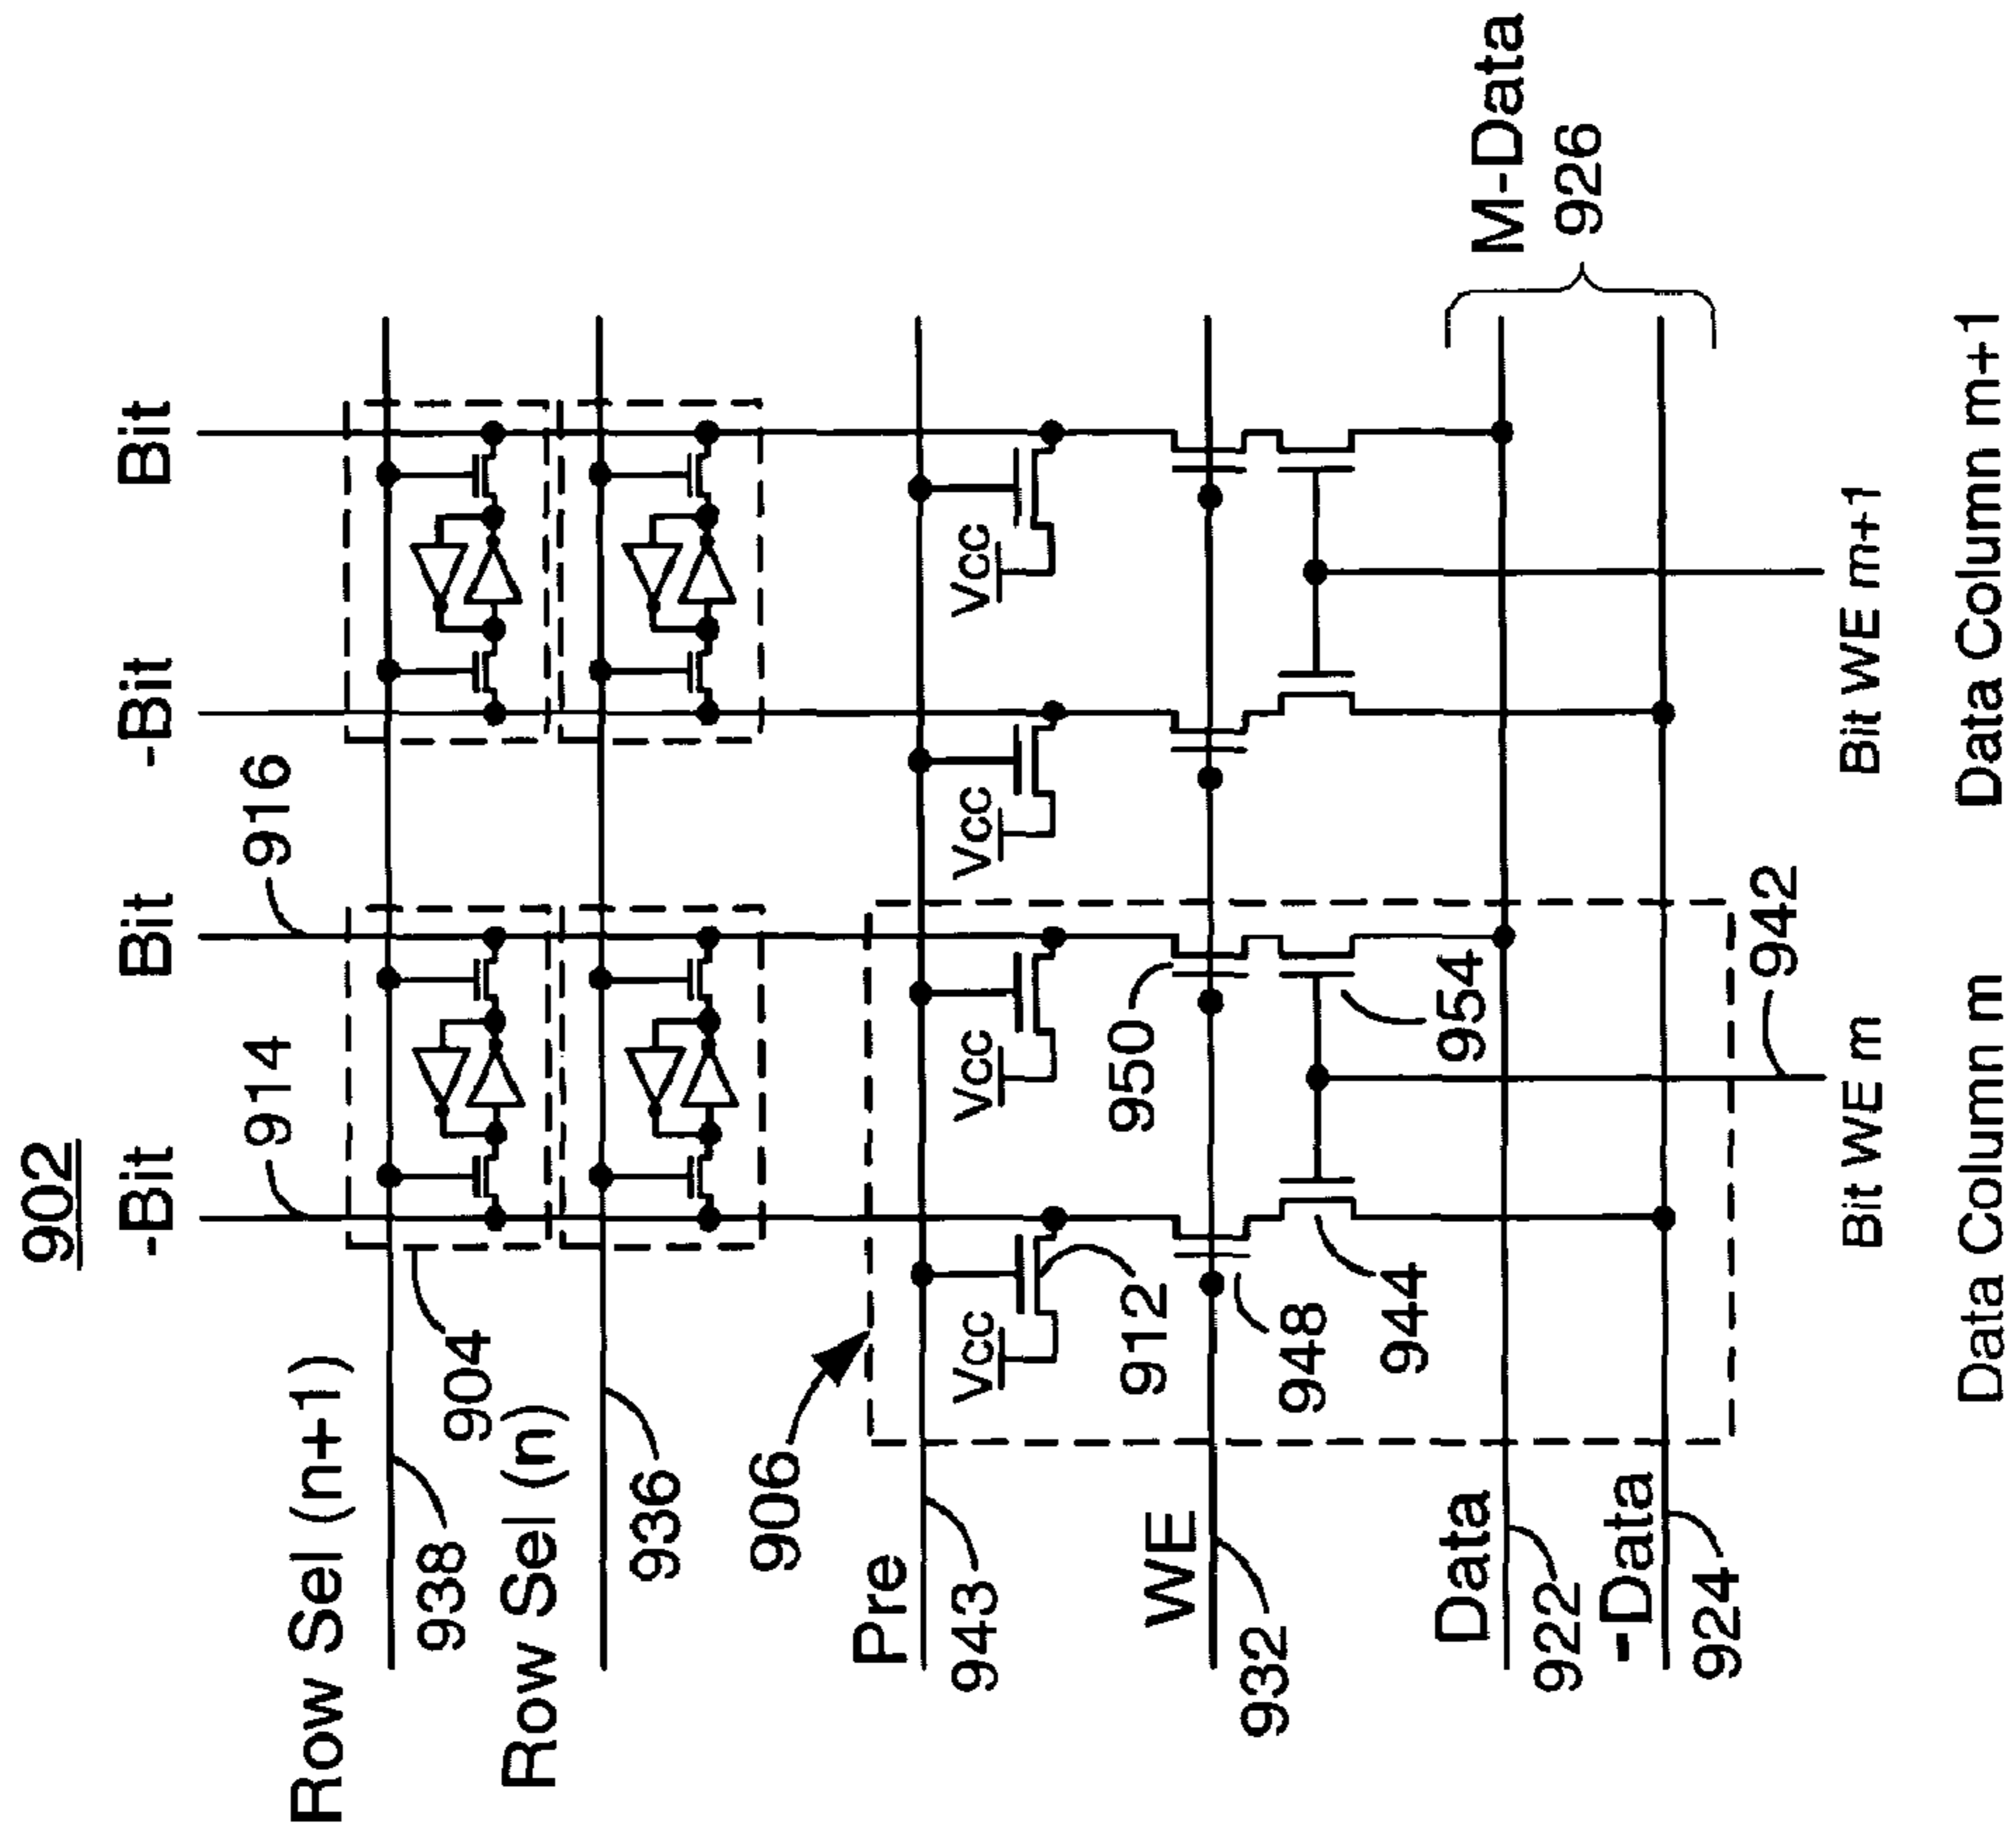 902
-Bit
Bit
-Bit
Bit
914
916
Row Sel (n+1)
938
904
Row Sel (n)
936
906
Pre
943
Vcc
Vcc
Vcc
Vcc
912
WE
932
948
950
944
954
Data
922
-Data
924
M-Data
926
942
Bit WE m
Bit WE m+1
Data Column m
Data Column m+1